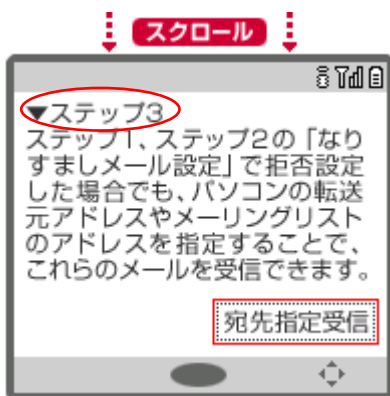 スクロール
▼ステップ3
ステップ1、ステップ2の「なり
すましメール設定」で拒否設定
した場合でも、パソコンの転送
元アドレスやメーリングリスト
のアドレスを指定することで、
これらのメールを受信できます。
宛先指定受信